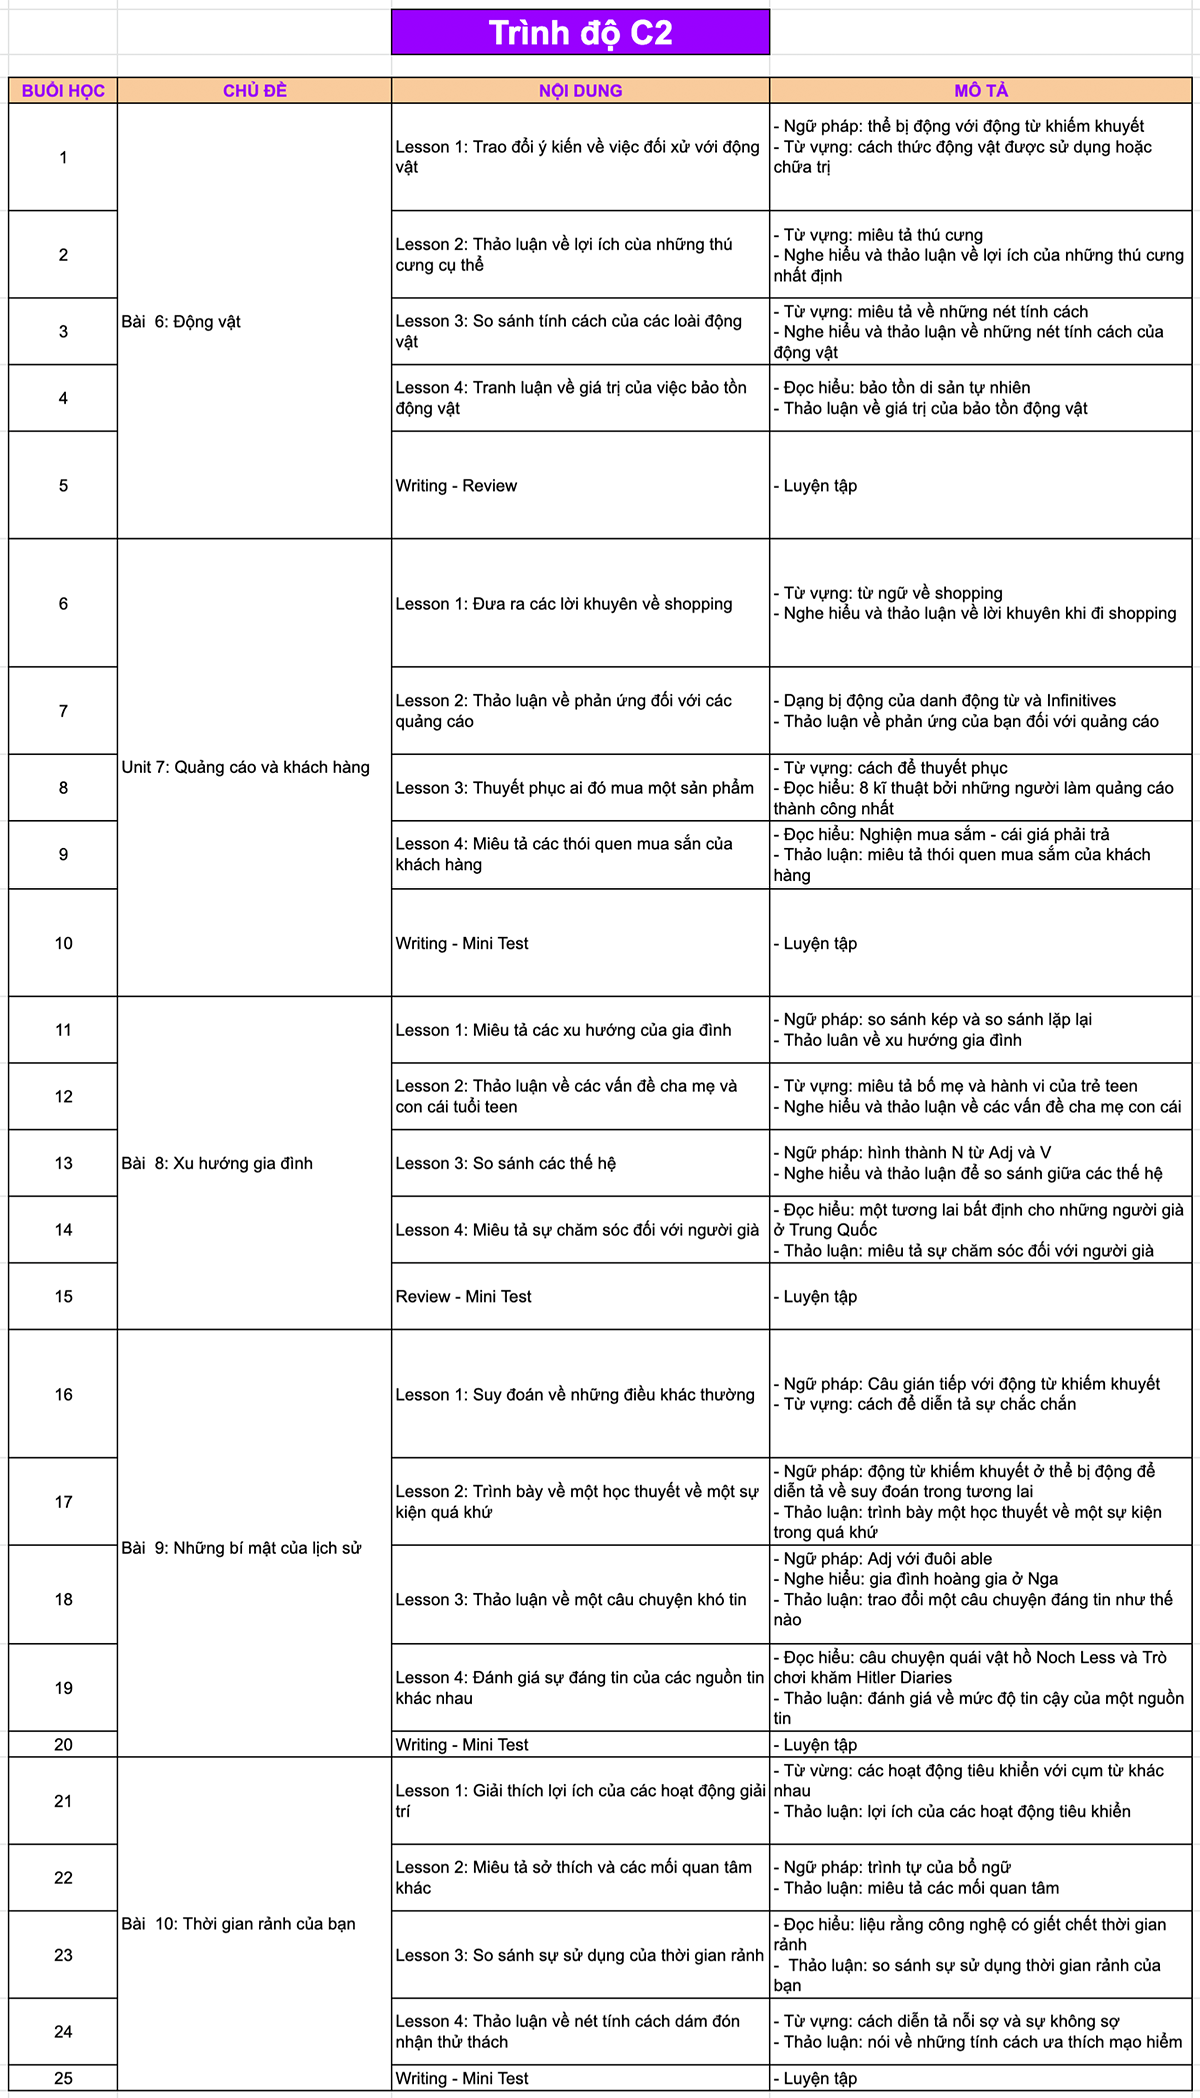 Trình độ C2
BUỔI HỌC
CHỦ ĐỀ
NỘI DUNG
MÔ TẢ
1
Bài  6: Động vật
Lesson 1: Trao đổi ý kiến về việc đối xử với động
vật
- Ngữ pháp: thể bị động với động từ khiếm khuyết
- Từ vựng: cách thức động vật được sử dụng hoặc
chữa trị
2
Lesson 2: Thảo luận về lợi ích cùa những thú
cưng cụ thể
- Từ vựng: miêu tả thú cưng
- Nghe hiểu và thảo luận về lợi ích của những thú cưng
nhất định
3
Lesson 3: So sánh tính cách của các loài động
vật
- Từ vựng: miêu tả về những nét tính cách
- Nghe hiểu và thảo luận về những nét tính cách của
động vật
4
Lesson 4: Tranh luận về giá trị của việc bảo tồn
động vật
- Đọc hiểu: bảo tồn di sản tự nhiên
- Thảo luận về giá trị của bảo tồn động vật
5
Writing - Review
- Luyện tập
6
Unit 7: Quảng cáo và khách hàng
Lesson 1: Đưa ra các lời khuyên về shopping
- Từ vựng: từ ngữ về shopping
- Nghe hiểu và thảo luận về lời khuyên khi đi shopping
7
Lesson 2: Thảo luận về phản ứng đối với các
quảng cáo
- Dạng bị động của danh động từ và Infinitives
- Thảo luận về phản ứng của bạn đối với quảng cáo
8
Lesson 3: Thuyết phục ai đó mua một sản phẩm
- Từ vựng: cách để thuyết phục
- Đọc hiểu: 8 kĩ thuật bởi những người làm quảng cáo
thành công nhất
9
Lesson 4: Miêu tả các thói quen mua sắn của
khách hàng
- Đọc hiểu: Nghiện mua sắm - cái giá phải trả
- Thảo luận: miêu tả thói quen mua sắm của khách
hàng
10
Writing - Mini Test
- Luyện tập
11
Bài  8: Xu hướng gia đình
Lesson 1: Miêu tả các xu hướng của gia đình
- Ngữ pháp: so sánh kép và so sánh lặp lại
- Thảo luân về xu hướng gia đình
12
Lesson 2: Thảo luận về các vấn đề cha mẹ và
con cái tuổi teen
- Từ vựng: miêu tả bố mẹ và hành vi của trẻ teen
- Nghe hiểu và thảo luận về các vấn đề cha mẹ con cái
13
Lesson 3: So sánh các thế hệ
- Ngữ pháp: hình thành N từ Adj và V
- Nghe hiểu và thảo luận để so sánh giữa các thế hệ
14
Lesson 4: Miêu tả sự chăm sóc đối với người già
- Đọc hiểu: một tương lai bất định cho những người già
ở Trung Quốc
- Thảo luận: miêu tả sự chăm sóc đối với người già
15
Review - Mini Test
- Luyện tập
16
Bài  9: Những bí mật của lịch sử
Lesson 1: Suy đoán về những điều khác thường
- Ngữ pháp: Câu gián tiếp với động từ khiếm khuyết
- Từ vựng: cách để diễn tả sự chắc chắn
17
Lesson 2: Trình bày về một học thuyết về một sự
kiện quá khứ
- Ngữ pháp: động từ khiếm khuyết ở thể bị động để
diễn tả về suy đoán trong tương lai
- Thảo luận: trình bày một học thuyết về một sự kiện
trong quá khứ
18
Lesson 3: Thảo luận về một câu chuyện khó tin
- Ngữ pháp: Adj với đuôi able
- Nghe hiểu: gia đình hoàng gia ở Nga
- Thảo luận: trao đổi một câu chuyện đáng tin như thế
nào
19
Lesson 4: Đánh giá sự đáng tin của các nguồn tin
khác nhau
- Đọc hiểu: câu chuyện quái vật hồ Noch Less và Trò
chơi khăm Hitler Diaries
- Thảo luận: đánh giá về mức độ tin cậy của một nguồn
tin
20
Writing - Mini Test
- Luyện tập
21
Bài  10: Thời gian rảnh của bạn
Lesson 1: Giải thích lợi ích của các hoạt động giải
trí
- Từ vừng: các hoạt động tiêu khiển với cụm từ khác
nhau
- Thảo luận: lợi ích của các hoạt động tiêu khiển
22
Lesson 2: Miêu tả sở thích và các mối quan tâm
khác
- Ngữ pháp: trình tự của bổ ngữ
- Thảo luận: miêu tả các mối quan tâm
23
Lesson 3: So sánh sự sử dụng của thời gian rảnh
- Đọc hiểu: liệu rằng công nghệ có giết chết thời gian
rảnh
-  Thảo luận: so sánh sự sử dụng thời gian rảnh của
bạn
24
Lesson 4: Thảo luận về nét tính cách dám đón
nhận thử thách
- Từ vựng: cách diễn tả nỗi sợ và sự không sợ
- Thảo luận: nói về những tính cách ưa thích mạo hiểm
25
Writing - Mini Test
- Luyện tập